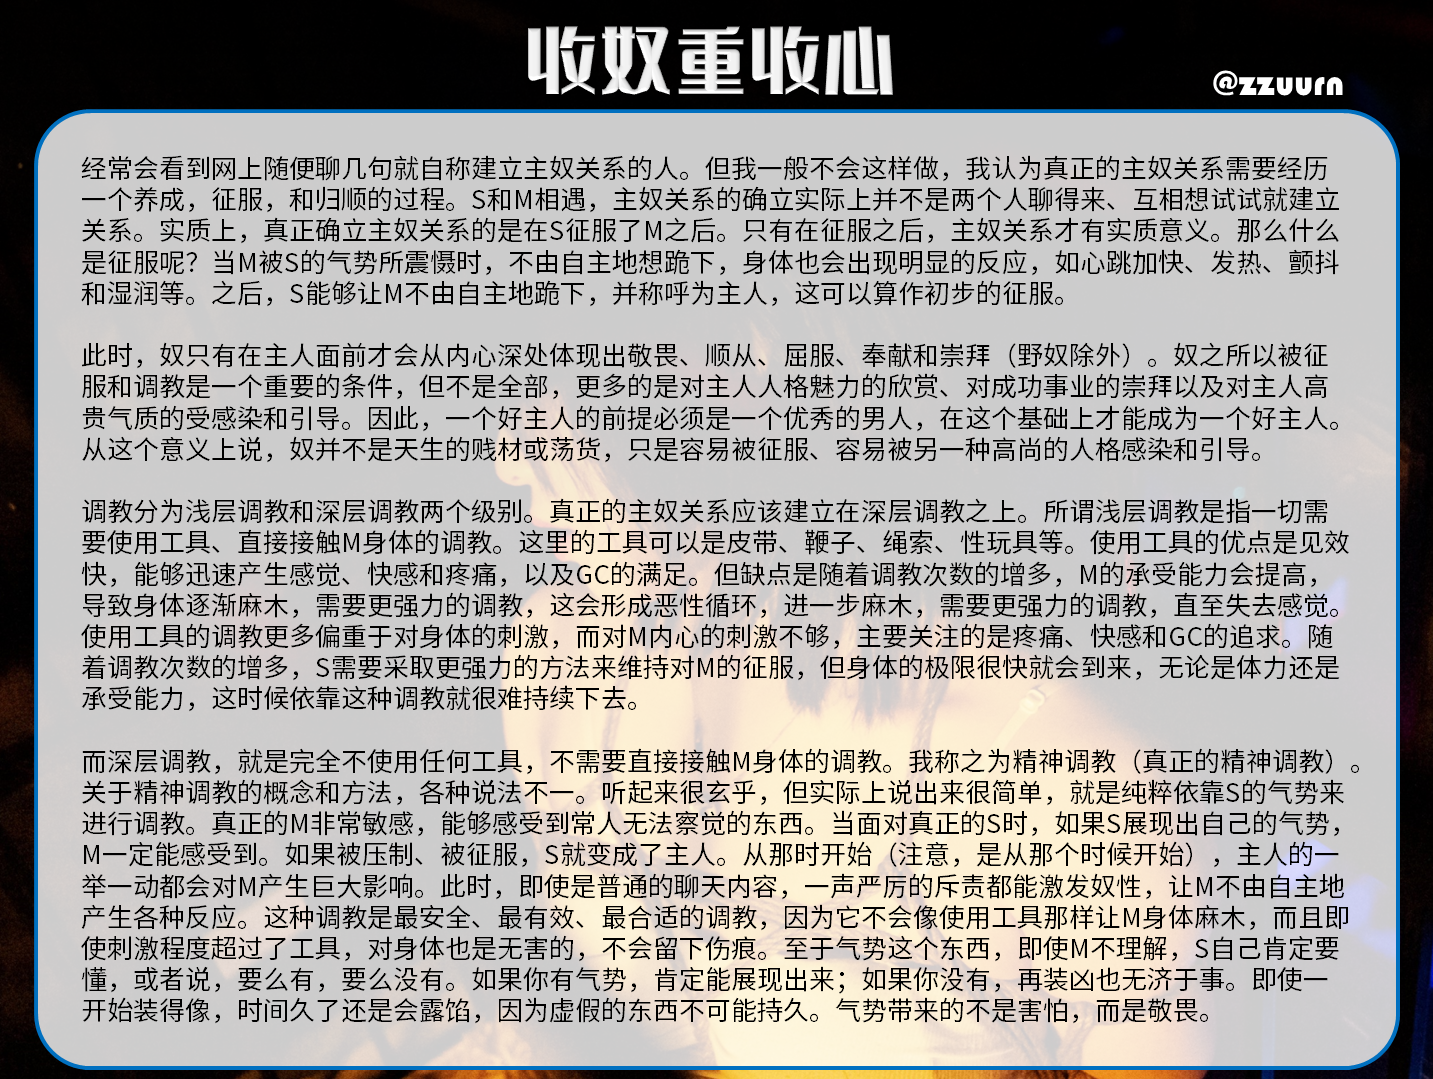 收奴重收心
@zzuurn
经常会看到网上随便聊几句就自称建立主奴关系的人。但我一般不会这样做，我认为真正的主奴关系需要经历
一个养成，征服，和归顺的过程。S和M相遇，主奴关系的确立实际上并不是两个人聊得来、互相想试试就建立
关系。实质上，真正确立主奴关系的是在S征服了M之后。只有在征服之后，主奴关系才有实质意义。那么什么
是征服呢？当M被S的气势所震慑时，不由自主地想跪下，身体也会出现明显的反应，如心跳加快、发热、颤抖
和湿润等。之后，S能够让M不由自主地跪下，并称呼为主人，这可以算作初步的征服。
此时，奴只有在主人面前才会从内心深处体现出敬畏、顺从、屈服、奉献和崇拜（野奴除外）。奴之所以被征
服和调教是一个重要的条件，但不是全部，更多的是对主人人格魅力的欣赏、对成功事业的崇拜以及对主人高
贵气质的受感染和引导。因此，一个好主人的前提必须是一个优秀的男人，在这个基础上才能成为一个好主人。
从这个意义上说，奴并不是天生的贱材或荡货，只是容易被征服、容易被另一种高尚的人格感染和引导。
调教分为浅层调教和深层调教两个级别。真正的主奴关系应该建立在深层调教之上。所谓浅层调教是指一切需
要使用工具、直接接触M身体的调教。这里的工具可以是皮带、鞭子、绳索、性玩具等。使用工具的优点是见效
快，能够迅速产生感觉、快感和疼痛，以及GC的满足。但缺点是随着调教次数的增多，M的承受能力会提高，
导致身体逐渐麻木，需要更强力的调教，这会形成恶性循环，进一步麻木，需要更强力的调教，直至失去感觉。
使用工具的调教更多偏重于对身体的刺激，而对M内心的刺激不够，主要关注的是疼痛、快感和GC的追求。随
着调教次数的增多，S需要采取更强力的方法来维持对M的征服，但身体的极限很快就会到来，无论是体力还是
承受能力，这时候依靠这种调教就很难持续下去。
而深层调教，就是完全不使用任何工具，不需要直接接触M身体的调教。我称之为精神调教（真正的精神调教）。
关于精神调教的概念和方法，各种说法不一。听起来很玄乎，但实际上说出来很简单，就是纯粹依靠S的气势来
进行调教。真正的M非常敏感，能够感受到常人无法察觉的东西。当面对真正的S时，如果S展现出自己的气势，
M一定能感受到。如果被压制、被征服，S就变成了主人。从那时开始（注意，是从那个时候开始），主人的一
举一动都会对M产生巨大影响。此时，即使是普通的聊天内容，一声严厉的斥责都能激发奴性，让M不由自主地
产生各种反应。这种调教是最安全、最有效、最合适的调教，因为它不会像使用工具那样让M身体麻木，而且即
使刺激程度超过了工具，对身体也是无害的，不会留下伤痕。至于气势这个东西，即使M不理解，S自己肯定要
懂，或者说，要么有，要么没有。如果你有气势，肯定能展现出来；如果你没有，再装凶也无济于事。即使一
开始装得像，时间久了还是会露馅，因为虚假的东西不可能持久。气势带来的不是害怕，而是敬畏。